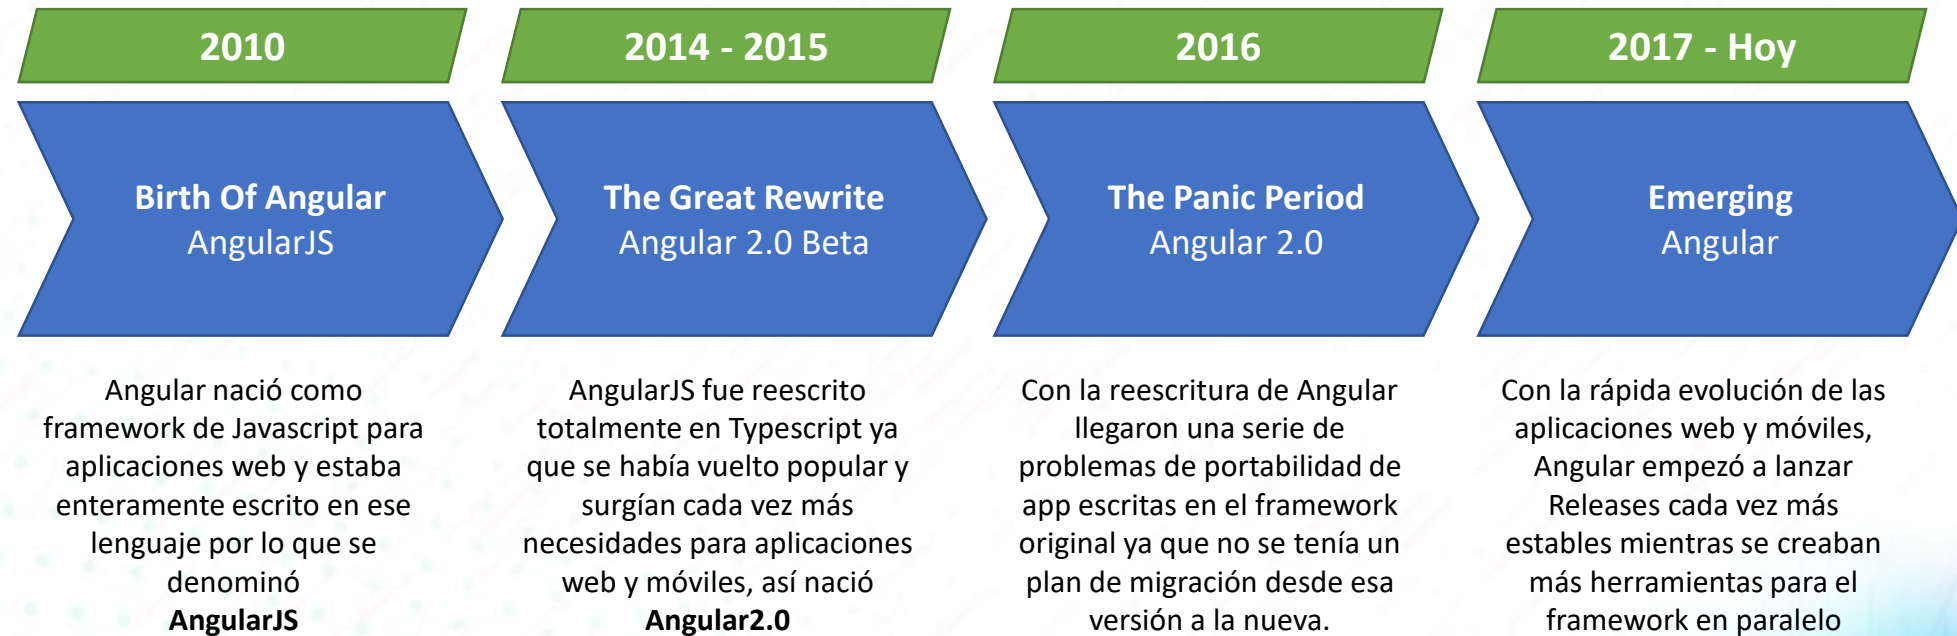 2010
2014 - 2015
2016
2017 - Hoy
Birth Of Angular
AngularJS
The Great Rewrite
Angular 2.0 Beta
The Panic Period
Angular 2.0
Emerging
Angular
Angular nació como
framework de Javascript para
aplicaciones web y estaba
enteramente escrito en ese
lenguaje por lo que se
denominó
AngularJS
AngularJS fue reescrito
totalmente en Typescript ya
que se había vuelto popular y
surgían cada vez más
necesidades para aplicaciones
web y móviles, así nació
Angular2.0
Con la reescritura de Angular
llegaron una serie de
problemas de portabilidad de
app escritas en el framework
original ya que no se tenía un
plan de migración desde esa
versión a la nueva.
Con la rápida evolución de las
aplicaciones web y móviles,
Angular empezó a lanzar
Releases cada vez más
estables mientras se creaban
más herramientas para el
framework en paralelo